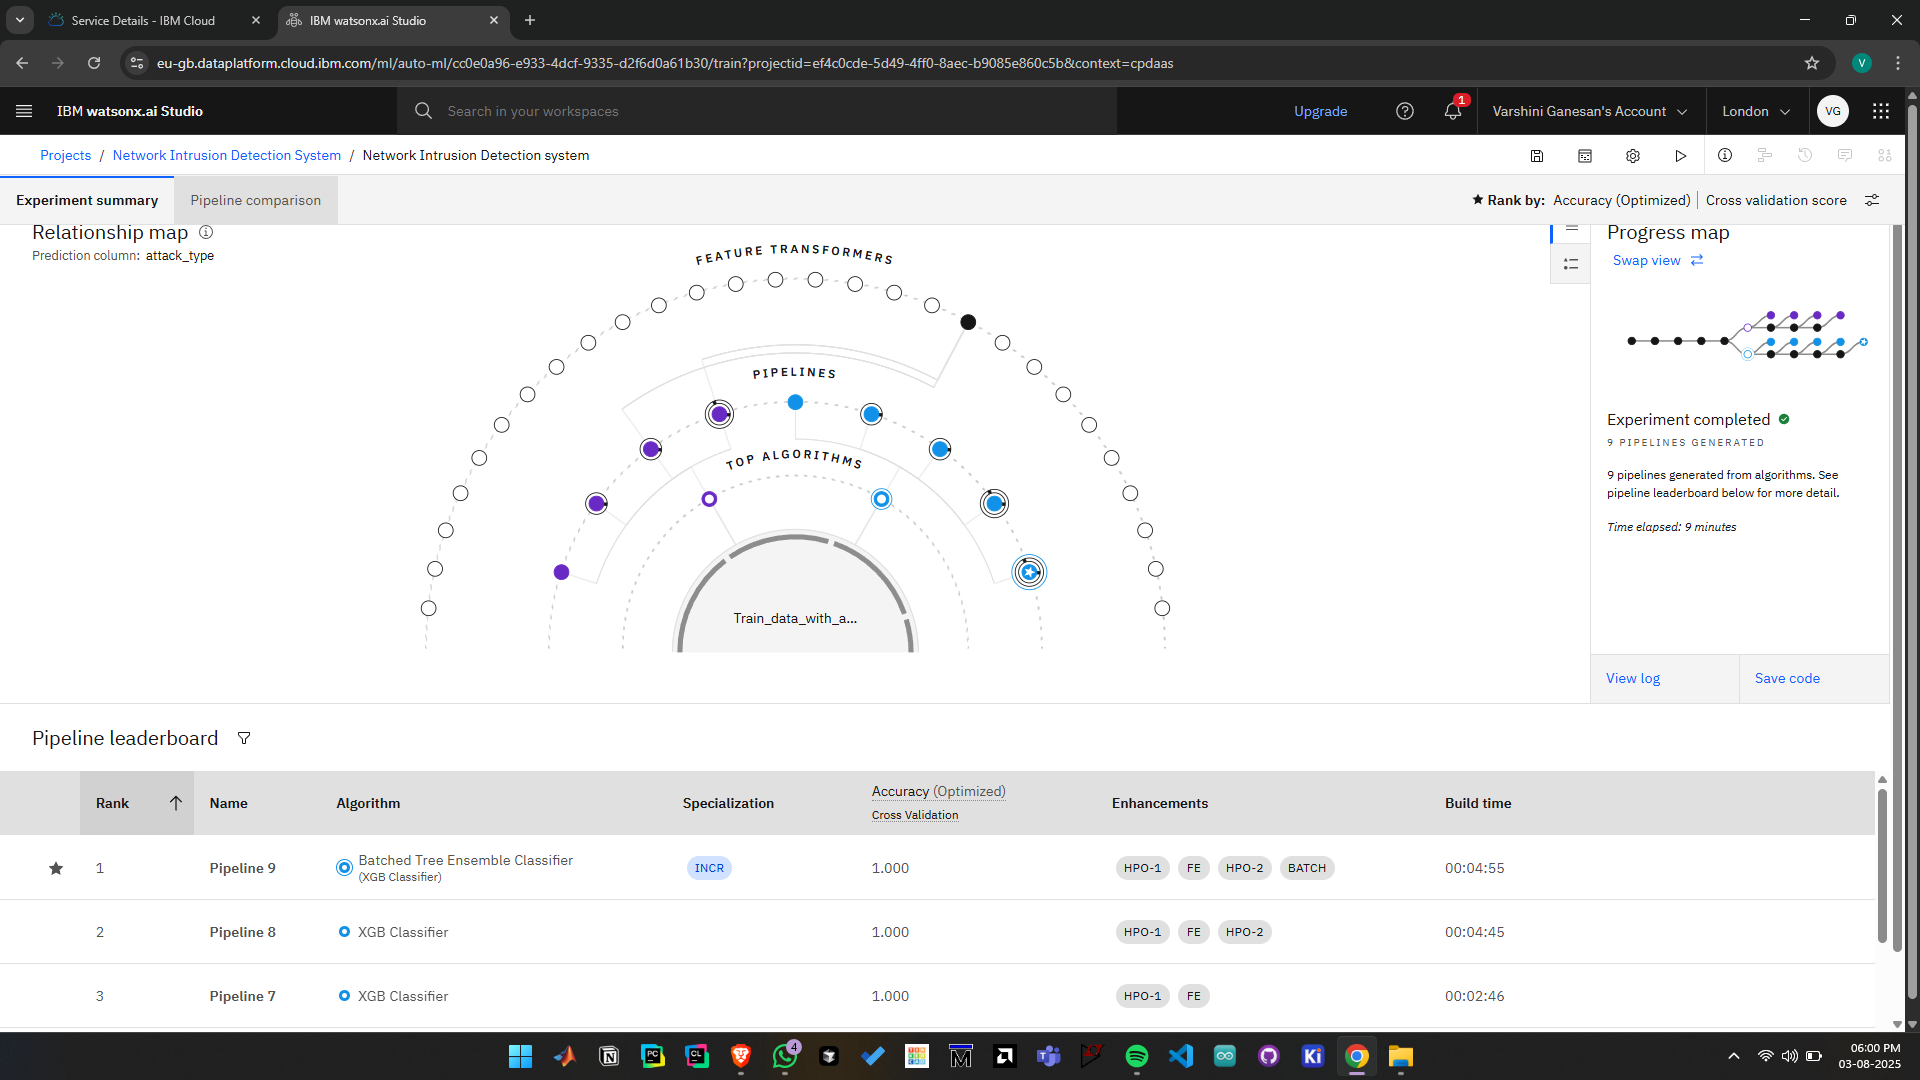 Service Details - IBM Cloud
IBM watsonx.ai Studio
eu-gb.dataplatform.cloud.ibm.com/ml/auto-ml/cc0e0a96-e933-4dcf-9335-d2f6d0a61b30/train?projectid=ef4c0cde-5d49-4ff0-8aec-b9085e860c5b&context=cpdaas
V
IBM watsonx.ai Studio
Search in your workspaces
Upgrade
1
Varshini Ganesan's Account
London
VG
Projects / Network Intrusion Detection System / Network Intrusion Detection system
Experiment summary
Pipeline comparison
Rank by: Accuracy (Optimized) | Cross validation score
Relationship map
Prediction column: attack_type
FEATURE TRANSFORMERS
PIPELINES
TOP ALGORITHMS
Train_data_with_a...
Progress map
Swap view
Experiment completed
9 PIPELINES GENERATED
9 pipelines generated from algorithms. See
pipeline leaderboard below for more detail.
Time elapsed: 9 minutes
View log
Save code
Pipeline leaderboard
Rank Name Algorithm Specialization Accuracy (Optimized) Enhancements Build time
Cross Validation
1 Pipeline 9 Batched Tree Ensemble Classifier INCR 1.000 HPO-1 FE HPO-2 BATCH 00:04:55
(XGB Classifier)
2 Pipeline 8 XGB Classifier 1.000 HPO-1 FE HPO-2 00:04:45
3 Pipeline 7 XGB Classifier 1.000 HPO-1 FE 00:02:46
PC
CL
4
Ki
06:00 PM
03-08-2025